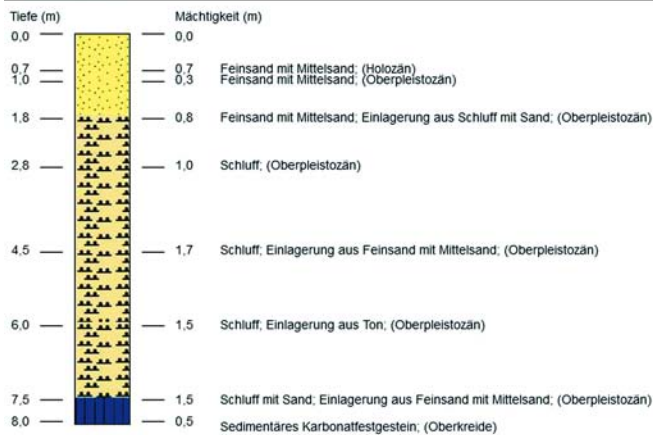 Tiefe (m) Mächtigkeit (m)
0,0 0,0
0,7 0,7 Feinsand mit Mittelsand; (Holozän)
1,0 0,3 Feinsand mit Mittelsand; (Oberpleistozän)
1,8 0,8 Feinsand mit Mittelsand; Einlagerung aus Schluff mit Sand; (Oberpleistozän)
2,8 1,0 Schluff; (Oberpleistozän)
4,5 1,7 Schluff; Einlagerung aus Feinsand mit Mittelsand; (Oberpleistozän)
6,0 1,5 Schluff; Einlagerung aus Ton; (Oberpleistozän)
7,5 1,5 Schluff mit Sand; Einlagerung aus Feinsand mit Mittelsand; (Oberpleistozän)
8,0 0,5 Sedimentäres Karbonatfestgestein; (Oberkreide)